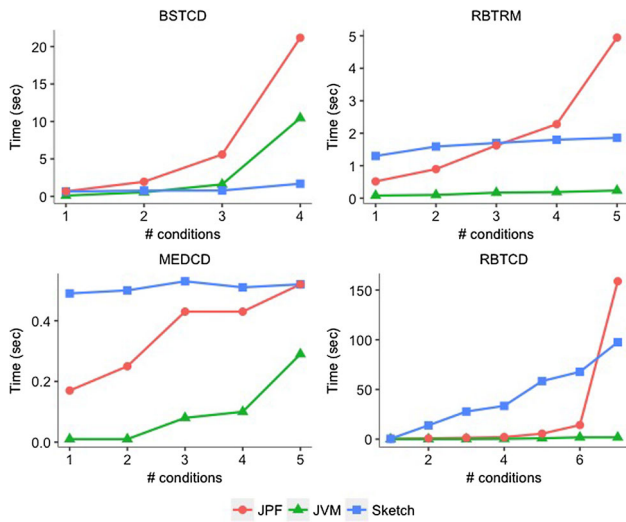 BSTCD
RBTRM
Time (sec)
20
15
10
5
0
1 2 3 4
# conditions
Time (sec)
5
4
3
2
1
0
1 2 3 4 5
# conditions
MEDCD
RBTCD
Time (sec)
0.4
0.2
0.0
1 2 3 4 5
# conditions
Time (sec)
150
100
50
0
2 4 6
# conditions
JPF JVM Sketch